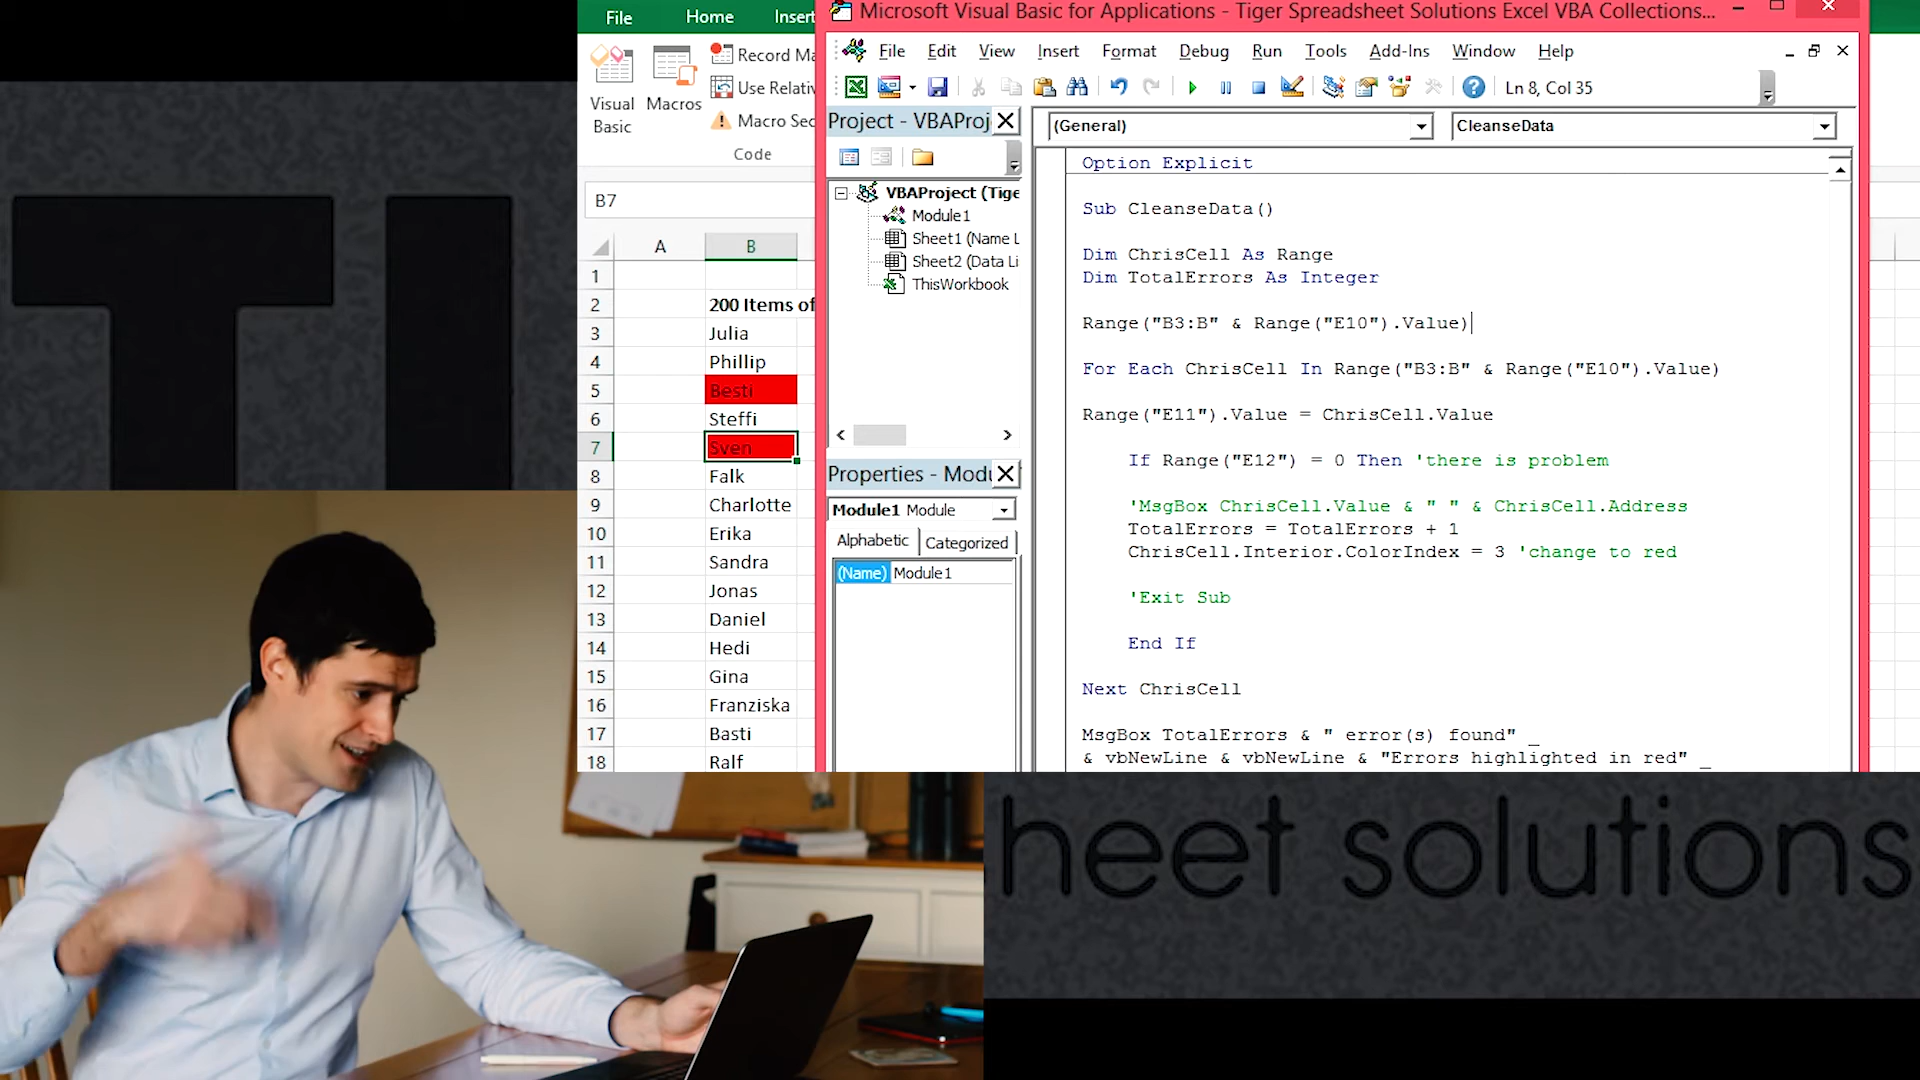 TI
heet solutions
File Home Insert
Visual Basic
Macros
Record Ma
Use Relativ
Macro Sec
Code
B7
A B
1
2 200 Items of
3 Julia
4 Phillip
5 Besti
6 Steffi
7 Sven
8 Falk
9 Charlotte
10 Erika
11 Sandra
12 Jonas
13 Daniel
14 Hedi
15 Gina
16 Franziska
17 Basti
18 Ralf
Microsoft Visual Basic for Applications - Tiger Spreadsheet Solutions Excel VBA Collections...
File Edit View Insert Format Debug Run Tools Add-Ins Window Help
Ln 8, Col 35
Project - VBAProj
VBAProject (Tige
Module1
Sheet1 (Name L
Sheet2 (Data Li
ThisWorkbook
Properties - Modu
Module1 Module
Alphabetic Categorized
(Name) Module1
(General) CleanseData
Option Explicit
Sub CleanseData()
Dim ChrisCell As Range
Dim TotalErrors As Integer
Range("B3:B" & Range("E10").Value)
For Each ChrisCell In Range("B3:B" & Range("E10").Value)
Range("E11").Value = ChrisCell.Value
If Range("E12") = 0 Then 'there is problem
'MsgBox ChrisCell.Value & " " & ChrisCell.Address
TotalErrors = TotalErrors + 1
ChrisCell.Interior.ColorIndex = 3 'change to red
'Exit Sub
End If
Next ChrisCell
MsgBox TotalErrors & " error(s) found" _
& vbNewLine & vbNewLine & "Errors highlighted in red" _